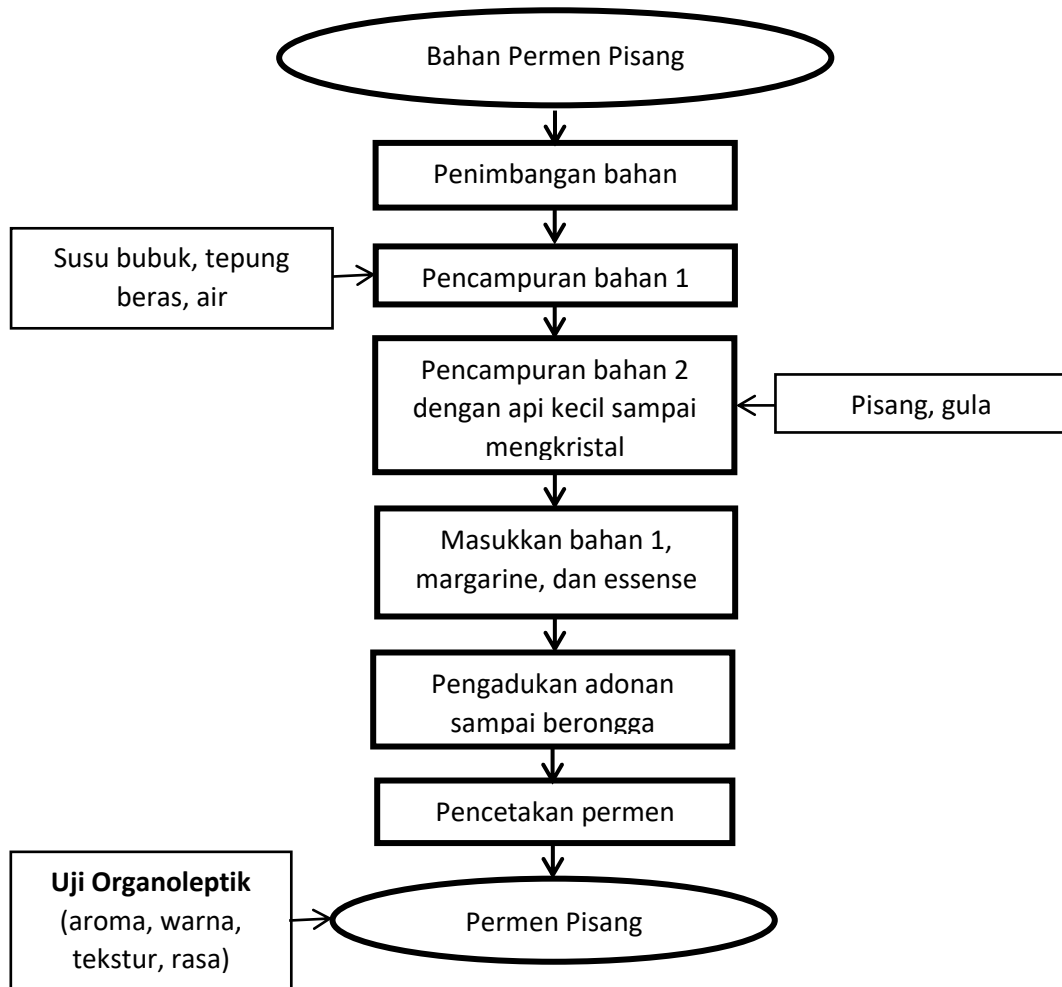 Bahan Permen Pisang
Penimbangan bahan
Susu bubuk, tepung
beras, air
Pencampuran bahan 1
Pencampuran bahan 2
dengan api kecil sampai
mengkristal
Pisang, gula
Masukkan bahan 1,
margarine, dan essense
Pengadukan adonan
sampai berongga
Pencetakan permen
Uji Organoleptik
(aroma, warna,
tekstur, rasa)
Permen Pisang